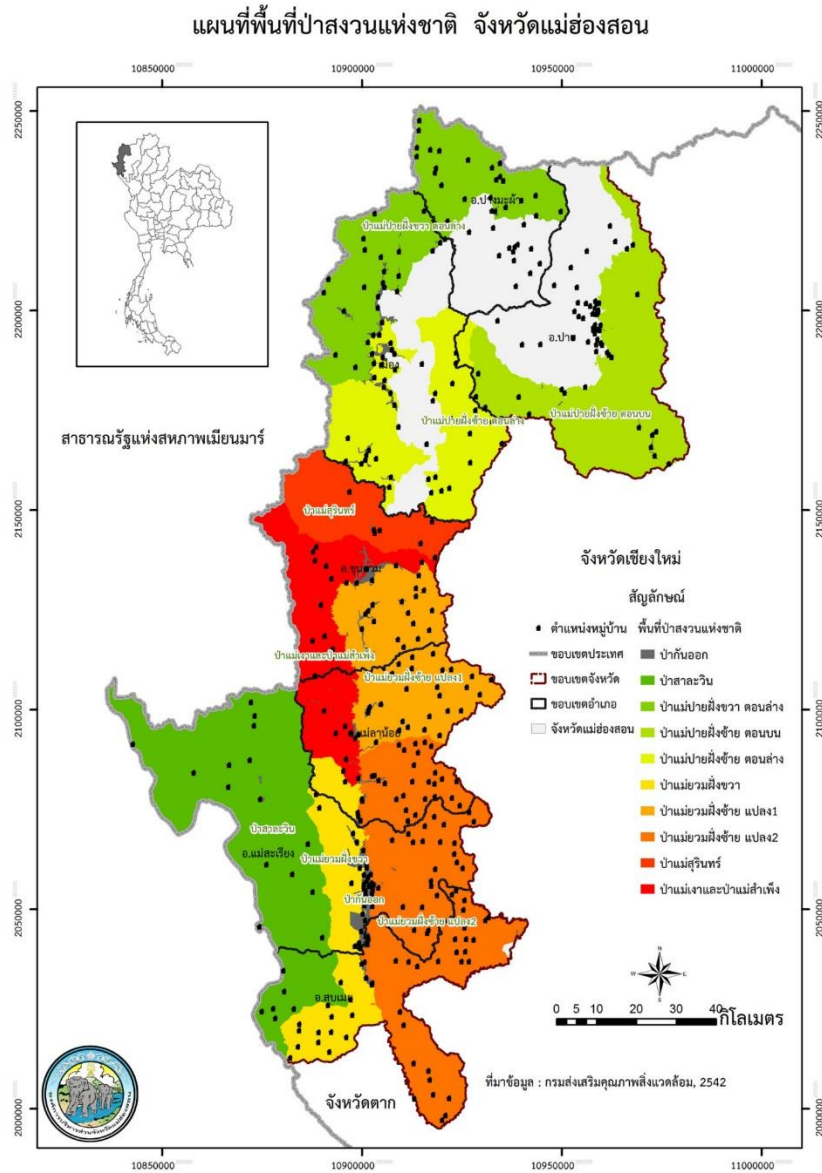 แผนที่พื้นที่ป่าสงวนแห่งชาติ จังหวัดแม่ฮ่องสอน
10850000 10900000 10950000 11000000
2250000 2250000
อ.ปางมะผ้า
ป่าแม่ปายฝั่งขวา ตอนล่าง
2200000 2200000
อ.ปาย
เมือง
ป่าแม่ปายฝั่งซ้าย ตอนล่าง
ป่าแม่ปายฝั่งซ้าย ตอนบน
สาธารณรัฐแห่งสหภาพเมียนมาร์
ป่าแม่สุรินทร์
2150000 2150000
อ.ขุนยวม
จังหวัดเชียงใหม่
สัญลักษณ์
ตำแหน่งหมู่บ้าน
ขอบเขตประเทศ
ขอบเขตจังหวัด
ขอบเขตอำเภอ
จังหวัดแม่ฮ่องสอน
พื้นที่ป่าสงวนแห่งชาติ
ป่ากันออก
ป่าสาละวิน
ป่าแม่ปายฝั่งขวา ตอนล่าง
ป่าแม่ปายฝั่งซ้าย ตอนบน
ป่าแม่ปายฝั่งซ้าย ตอนล่าง
ป่าแม่ยวมฝั่งขวา
ป่าแม่ยวมฝั่งซ้าย แปลง1
ป่าแม่ยวมฝั่งซ้าย แปลง2
ป่าแม่สุรินทร์
ป่าแม่เงาและป่าแม่สำเพ็ง
ป่าแม่เงาและป่าแม่สำเพ็ง
ป่าแม่ยวมฝั่งซ้าย แปลง1
2100000 2100000
แม่ลาน้อย
ป่าสาละวิน
อ.แม่สะเรียง
ป่าแม่ยวมฝั่งขวา
ป่ากันออก
2050000 2050000
ป่าแม่ยวมฝั่งซ้าย แปลง2
อ.สบเมย
N
W E
S
0 5 10 20 30 40
กิโลเมตร
ที่มาข้อมูล : กรมส่งเสริมคุณภาพสิ่งแวดล้อม, 2542
จังหวัดตาก
2000000 2000000
10850000 10900000 10950000 11000000